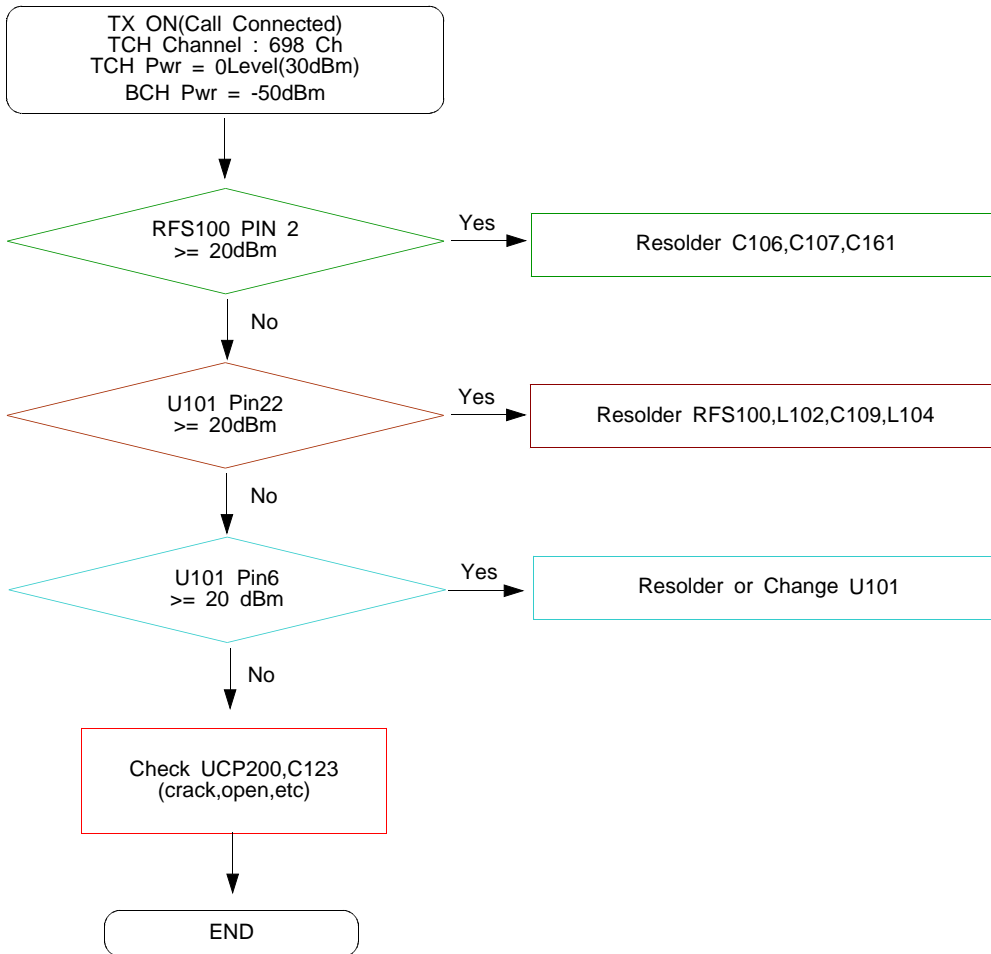 TX ON(Call Connected)
TCH Channel : 698 Ch
TCH Pwr = 0Level(30dBm)
BCH Pwr = -50dBm
RFS100 PIN 2
>= 20dBm
Yes
Resolder C106,C107,C161
No
U101 Pin22
>= 20dBm
Yes
Resolder RFS100,L102,C109,L104
No
U101 Pin6
>= 20 dBm
Yes
Resolder or Change U101
No
Check UCP200,C123
(crack,open,etc)
END